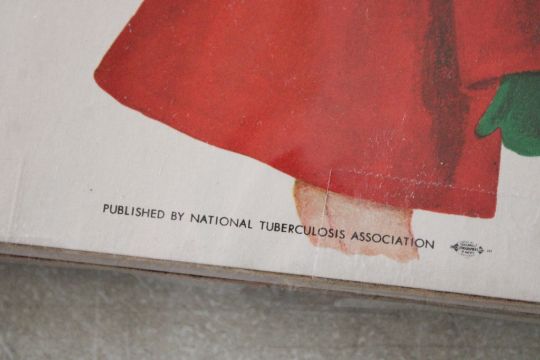 PUBLISHED BY NATIONAL TUBERCULOSIS ASSOCIATION